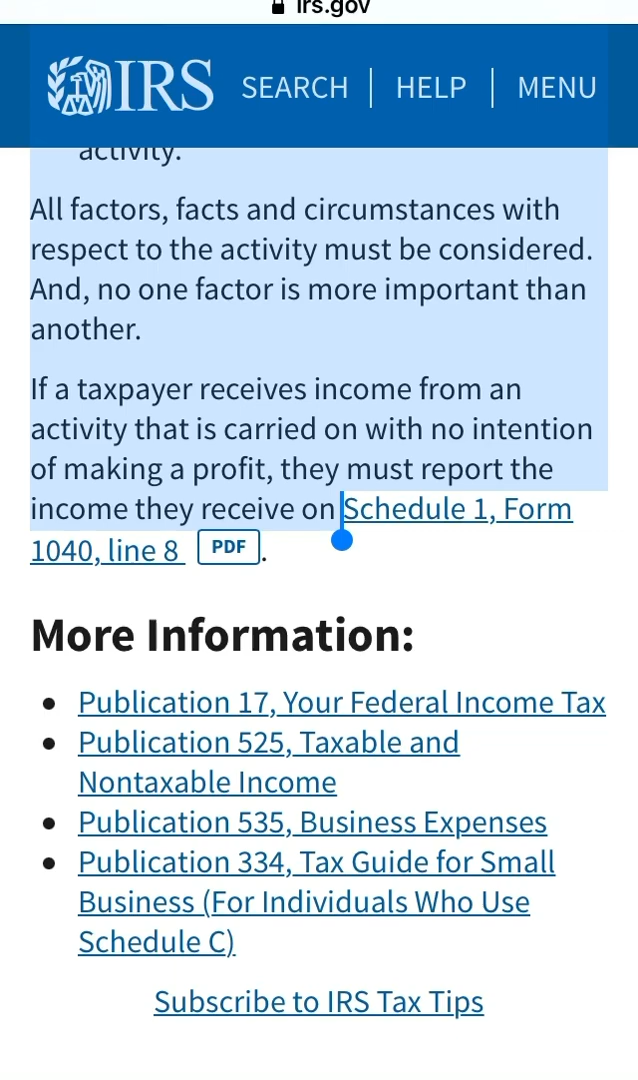 irs.gov
IRS SEARCH | HELP | MENU
activity.
All factors, facts and circumstances with
respect to the activity must be considered.
And, no one factor is more important than
another.
If a taxpayer receives income from an
activity that is carried on with no intention
of making a profit, they must report the
income they receive on Schedule 1, Form
1040, line 8 PDF.
More Information:
• Publication 17, Your Federal Income Tax
• Publication 525, Taxable and
Nontaxable Income
• Publication 535, Business Expenses
• Publication 334, Tax Guide for Small
Business (For Individuals Who Use
Schedule C)
Subscribe to IRS Tax Tips